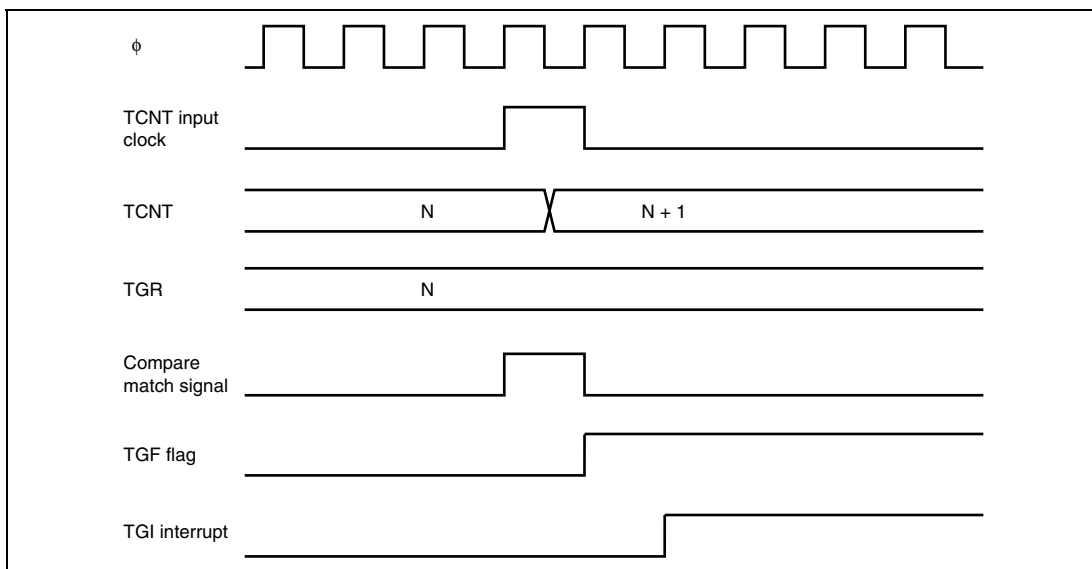 ϕ
TCNT input
clock
TCNT
N
N + 1
TGR
N
Compare
match signal
TGF flag
TGI interrupt